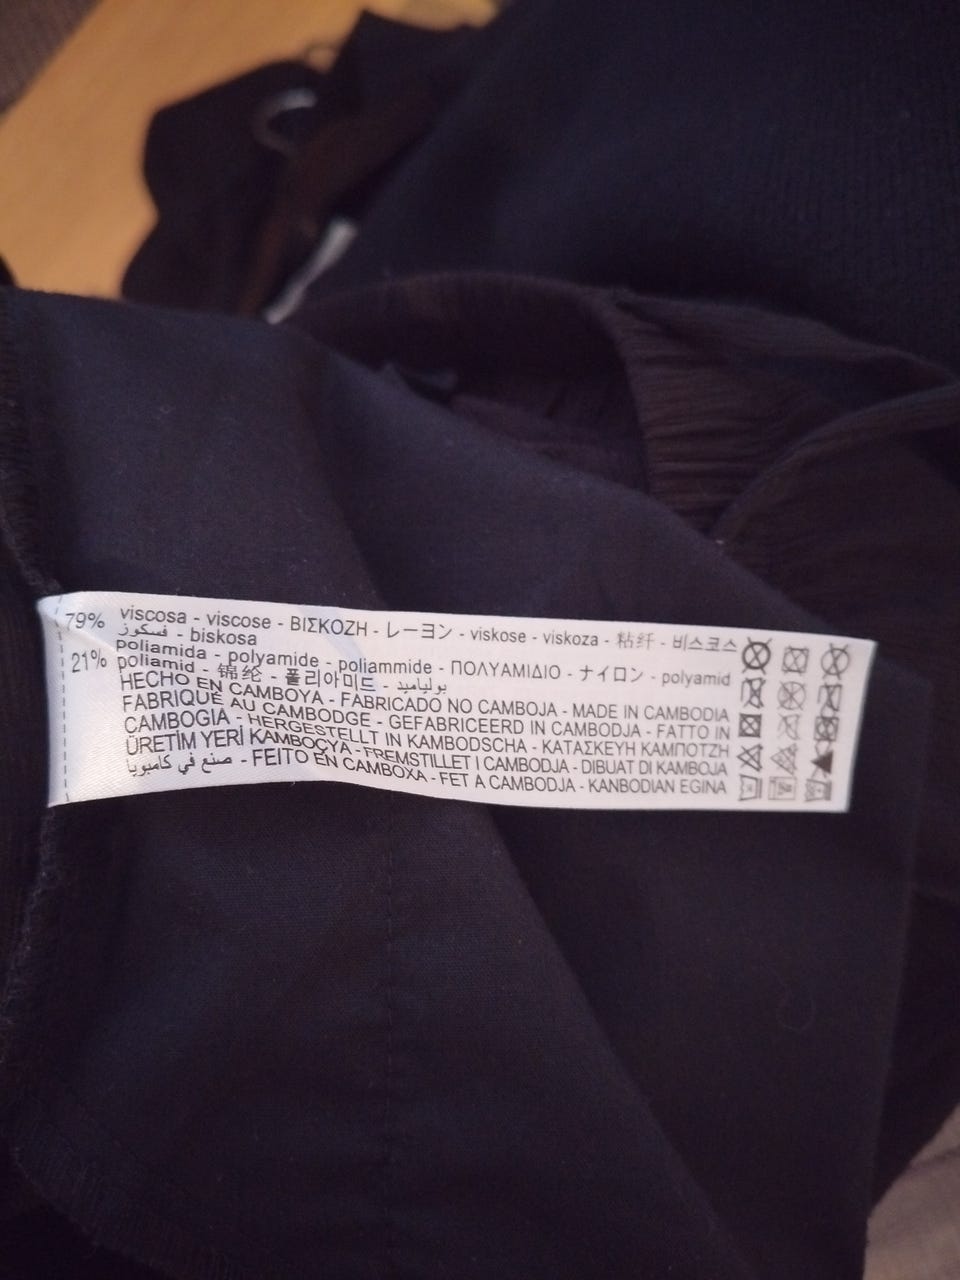 79% viscosa - viscose - ΒΙΣΚΟΖΗ - レーヨン - viskose - viskoza - 粘纤 - 비스코스
فسكوز - biskosa
21% poliamida - polyamide - poliammide - ΠΟΛΥΑΜΙΔΙΟ - ナイロン - polyamid
poliamid - 锦纶 - 폴리아미드 - بولياميد
HECHO EN CAMBOYA - FABRICADO NO CAMBOJA - MADE IN CAMBODIA
FABRIQUÉ AU CAMBODGE - GEFABRICEERD IN CAMBODJA - FATTO IN
CAMBOGIA - HERGESTELLT IN KAMBODSCHA - ΚΑΤΑΣΚΕΥΗ ΚΑΜΠΟΤΖΗ
ÜRETİM YERİ KAMBOÇYA - FREMSTILLET I CAMBODJA - DIBUAT DI KAMBOJA
صنع في كامبويا - FEITO EN CAMBOXA - FET A CAMBODJA - KANBODIAN EGINA